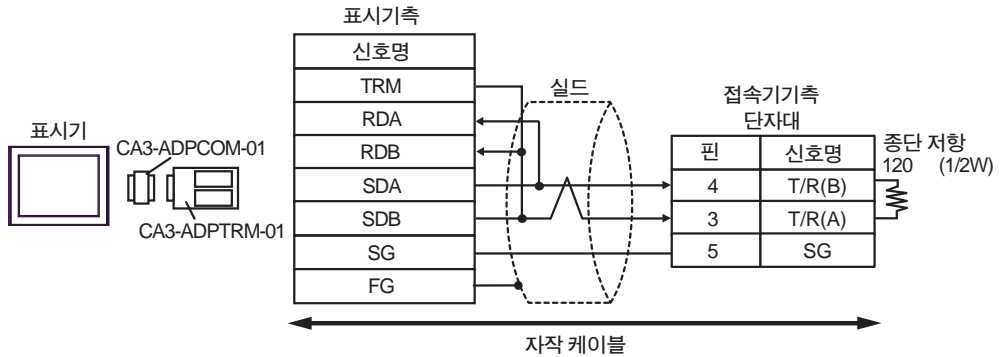 표시기측
신호명
TRM
RDA
RDB
SDA
SDB
SG
FG
실드
접속기기측
단자대
핀 신호명
4 T/R(B)
3 T/R(A)
5 SG
종단 저항
120 (1/2W)
표시기
CA3-ADPCOM-01
CA3-ADPTRM-01
자작 케이블